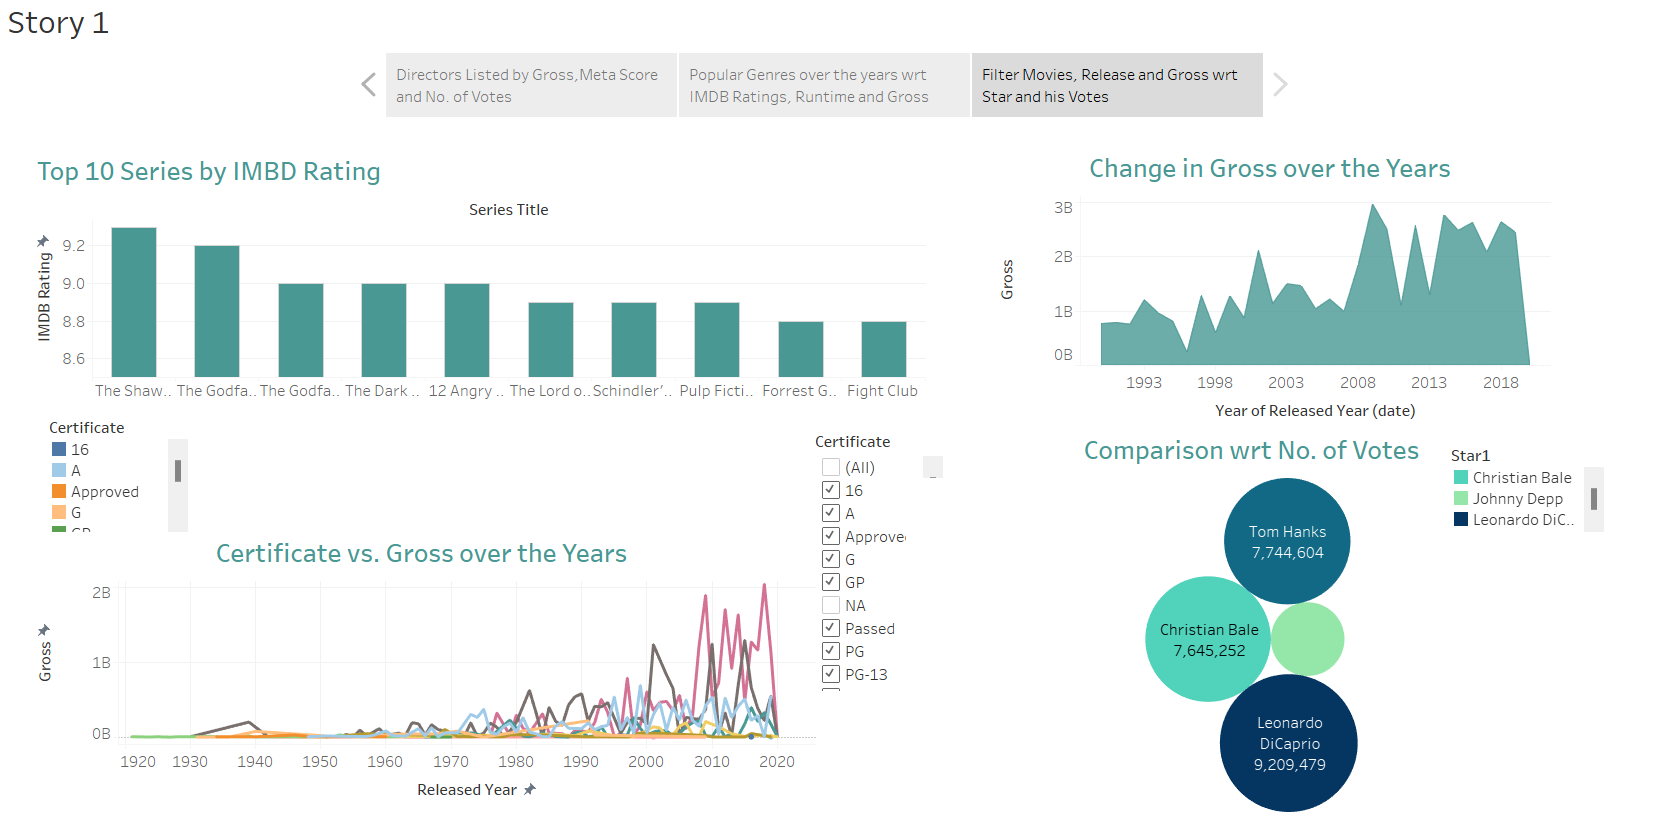 Story 1
Directors Listed by Gross,Meta Score
and No. of Votes
Popular Genres over the years wrt
IMDB Ratings, Runtime and Gross
Filter Movies, Release and Gross wrt
Star and his Votes
Top 10 Series by IMBD Rating
Series Title
IMDB Rating
9.2
9.0
8.8
8.6
The Shaw..
The Godfa..
The Godfa..
The Dark ..
12 Angry ..
The Lord o..
Schindler’..
Pulp Ficti..
Forrest G..
Fight Club
Change in Gross over the Years
Gross
3B
2B
1B
0B
1993
1998
2003
2008
2013
2018
Year of Released Year (date)
Certificate
16
A
Approved
G
Certificate
(All)
16
A
Approve
G
GP
NA
Passed
PG
PG-13
Certificate vs. Gross over the Years
Gross
2B
1B
0B
1920
1930
1940
1950
1960
1970
1980
1990
2000
2010
2020
Released Year
Comparison wrt No. of Votes
Tom Hanks
7,744,604
Christian Bale
7,645,252
Leonardo
DiCaprio
9,209,479
Star1
Christian Bale
Johnny Depp
Leonardo DiC..